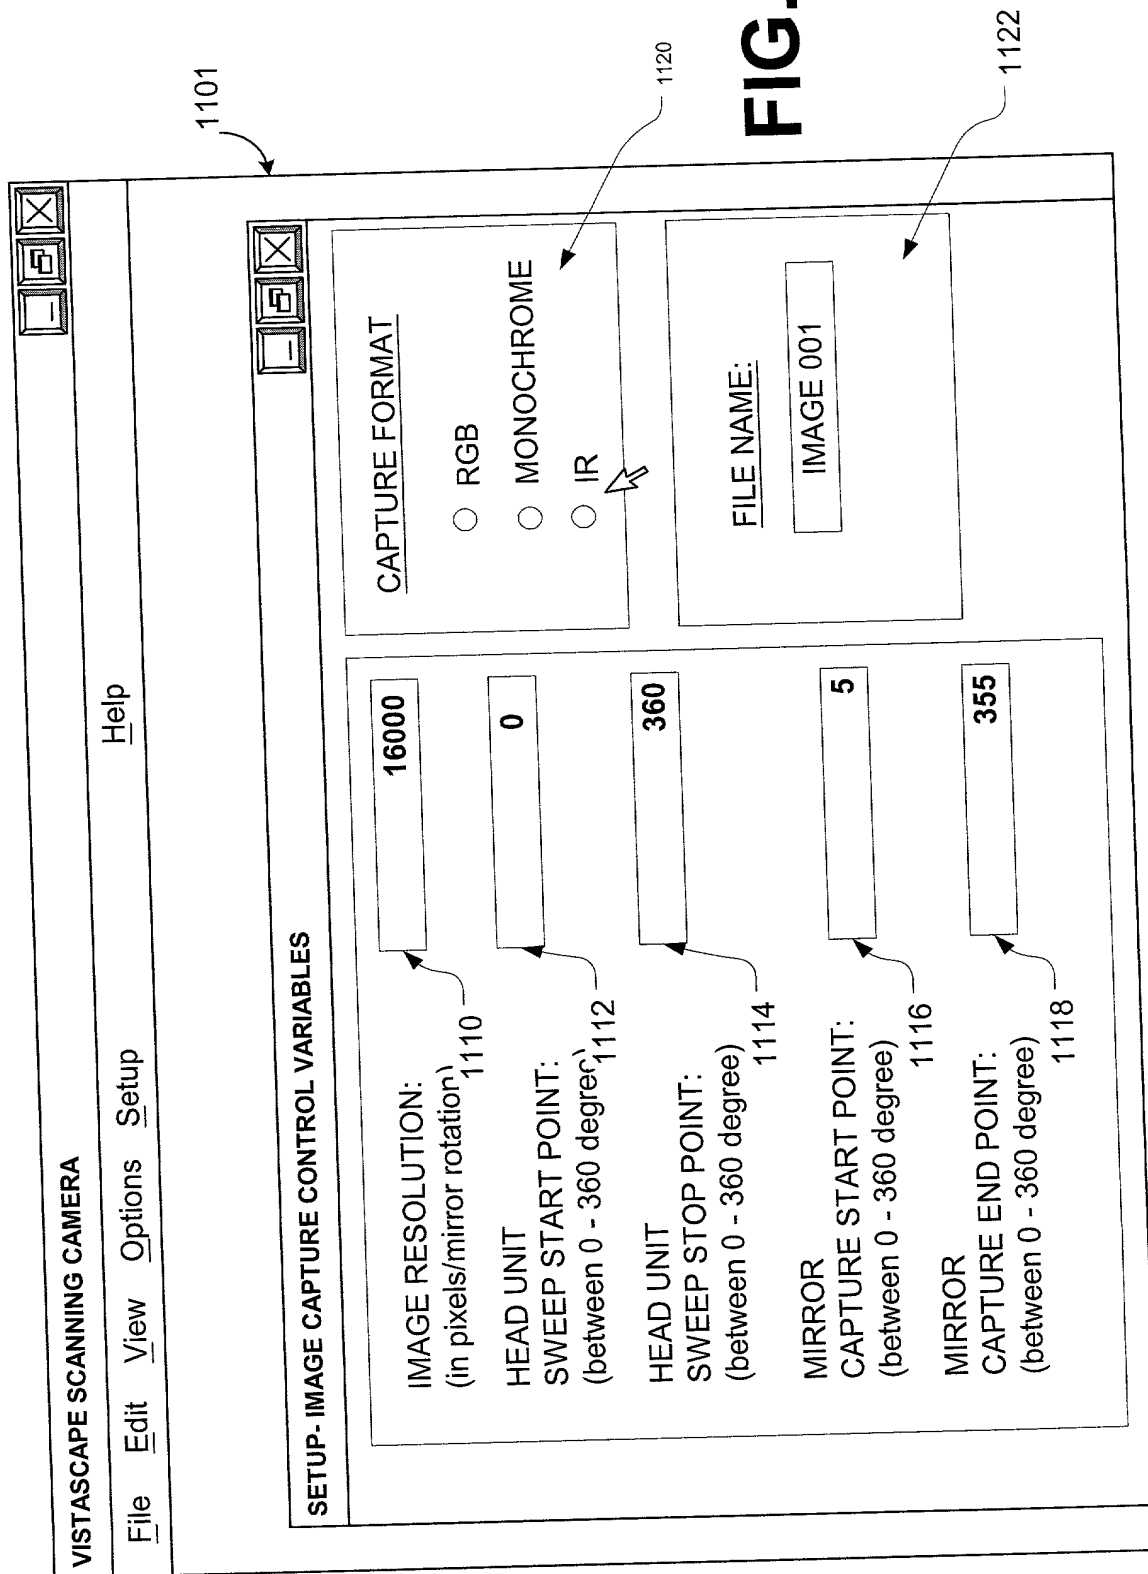 VISTASCAPE SCANNING CAMERA
File Edit View Options Setup Help
1101
SETUP- IMAGE CAPTURE CONTROL VARIABLES
IMAGE RESOLUTION:
(in pixels/mirror rotation)
1110
16000
HEAD UNIT
SWEEP START POINT:
(between 0 - 360 degree)
1112
0
HEAD UNIT
SWEEP STOP POINT:
(between 0 - 360 degree)
1114
360
MIRROR
CAPTURE START POINT:
(between 0 - 360 degree)
1116
5
MIRROR
CAPTURE END POINT:
(between 0 - 360 degree)
1118
355
CAPTURE FORMAT
RGB
MONOCHROME
IR
1120
FILE NAME:
IMAGE 001
1122
FIG.